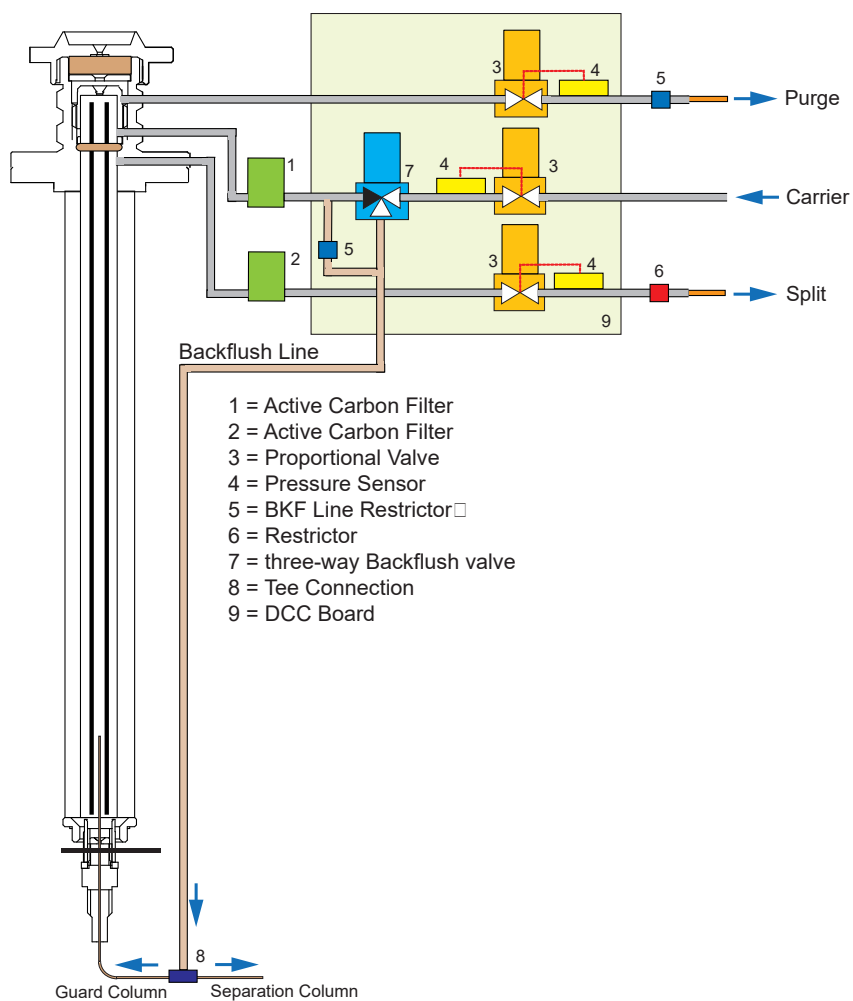 3
4
5
Purge
1
7
4
3
Carrier
5
2
3
4
6
Split
9
Backflush Line
1 = Active Carbon Filter
2 = Active Carbon Filter
3 = Proportional Valve
4 = Pressure Sensor
5 = BKF Line Restrictor□
6 = Restrictor
7 = three-way Backflush valve
8 = Tee Connection
9 = DCC Board
8
Guard Column
Separation Column